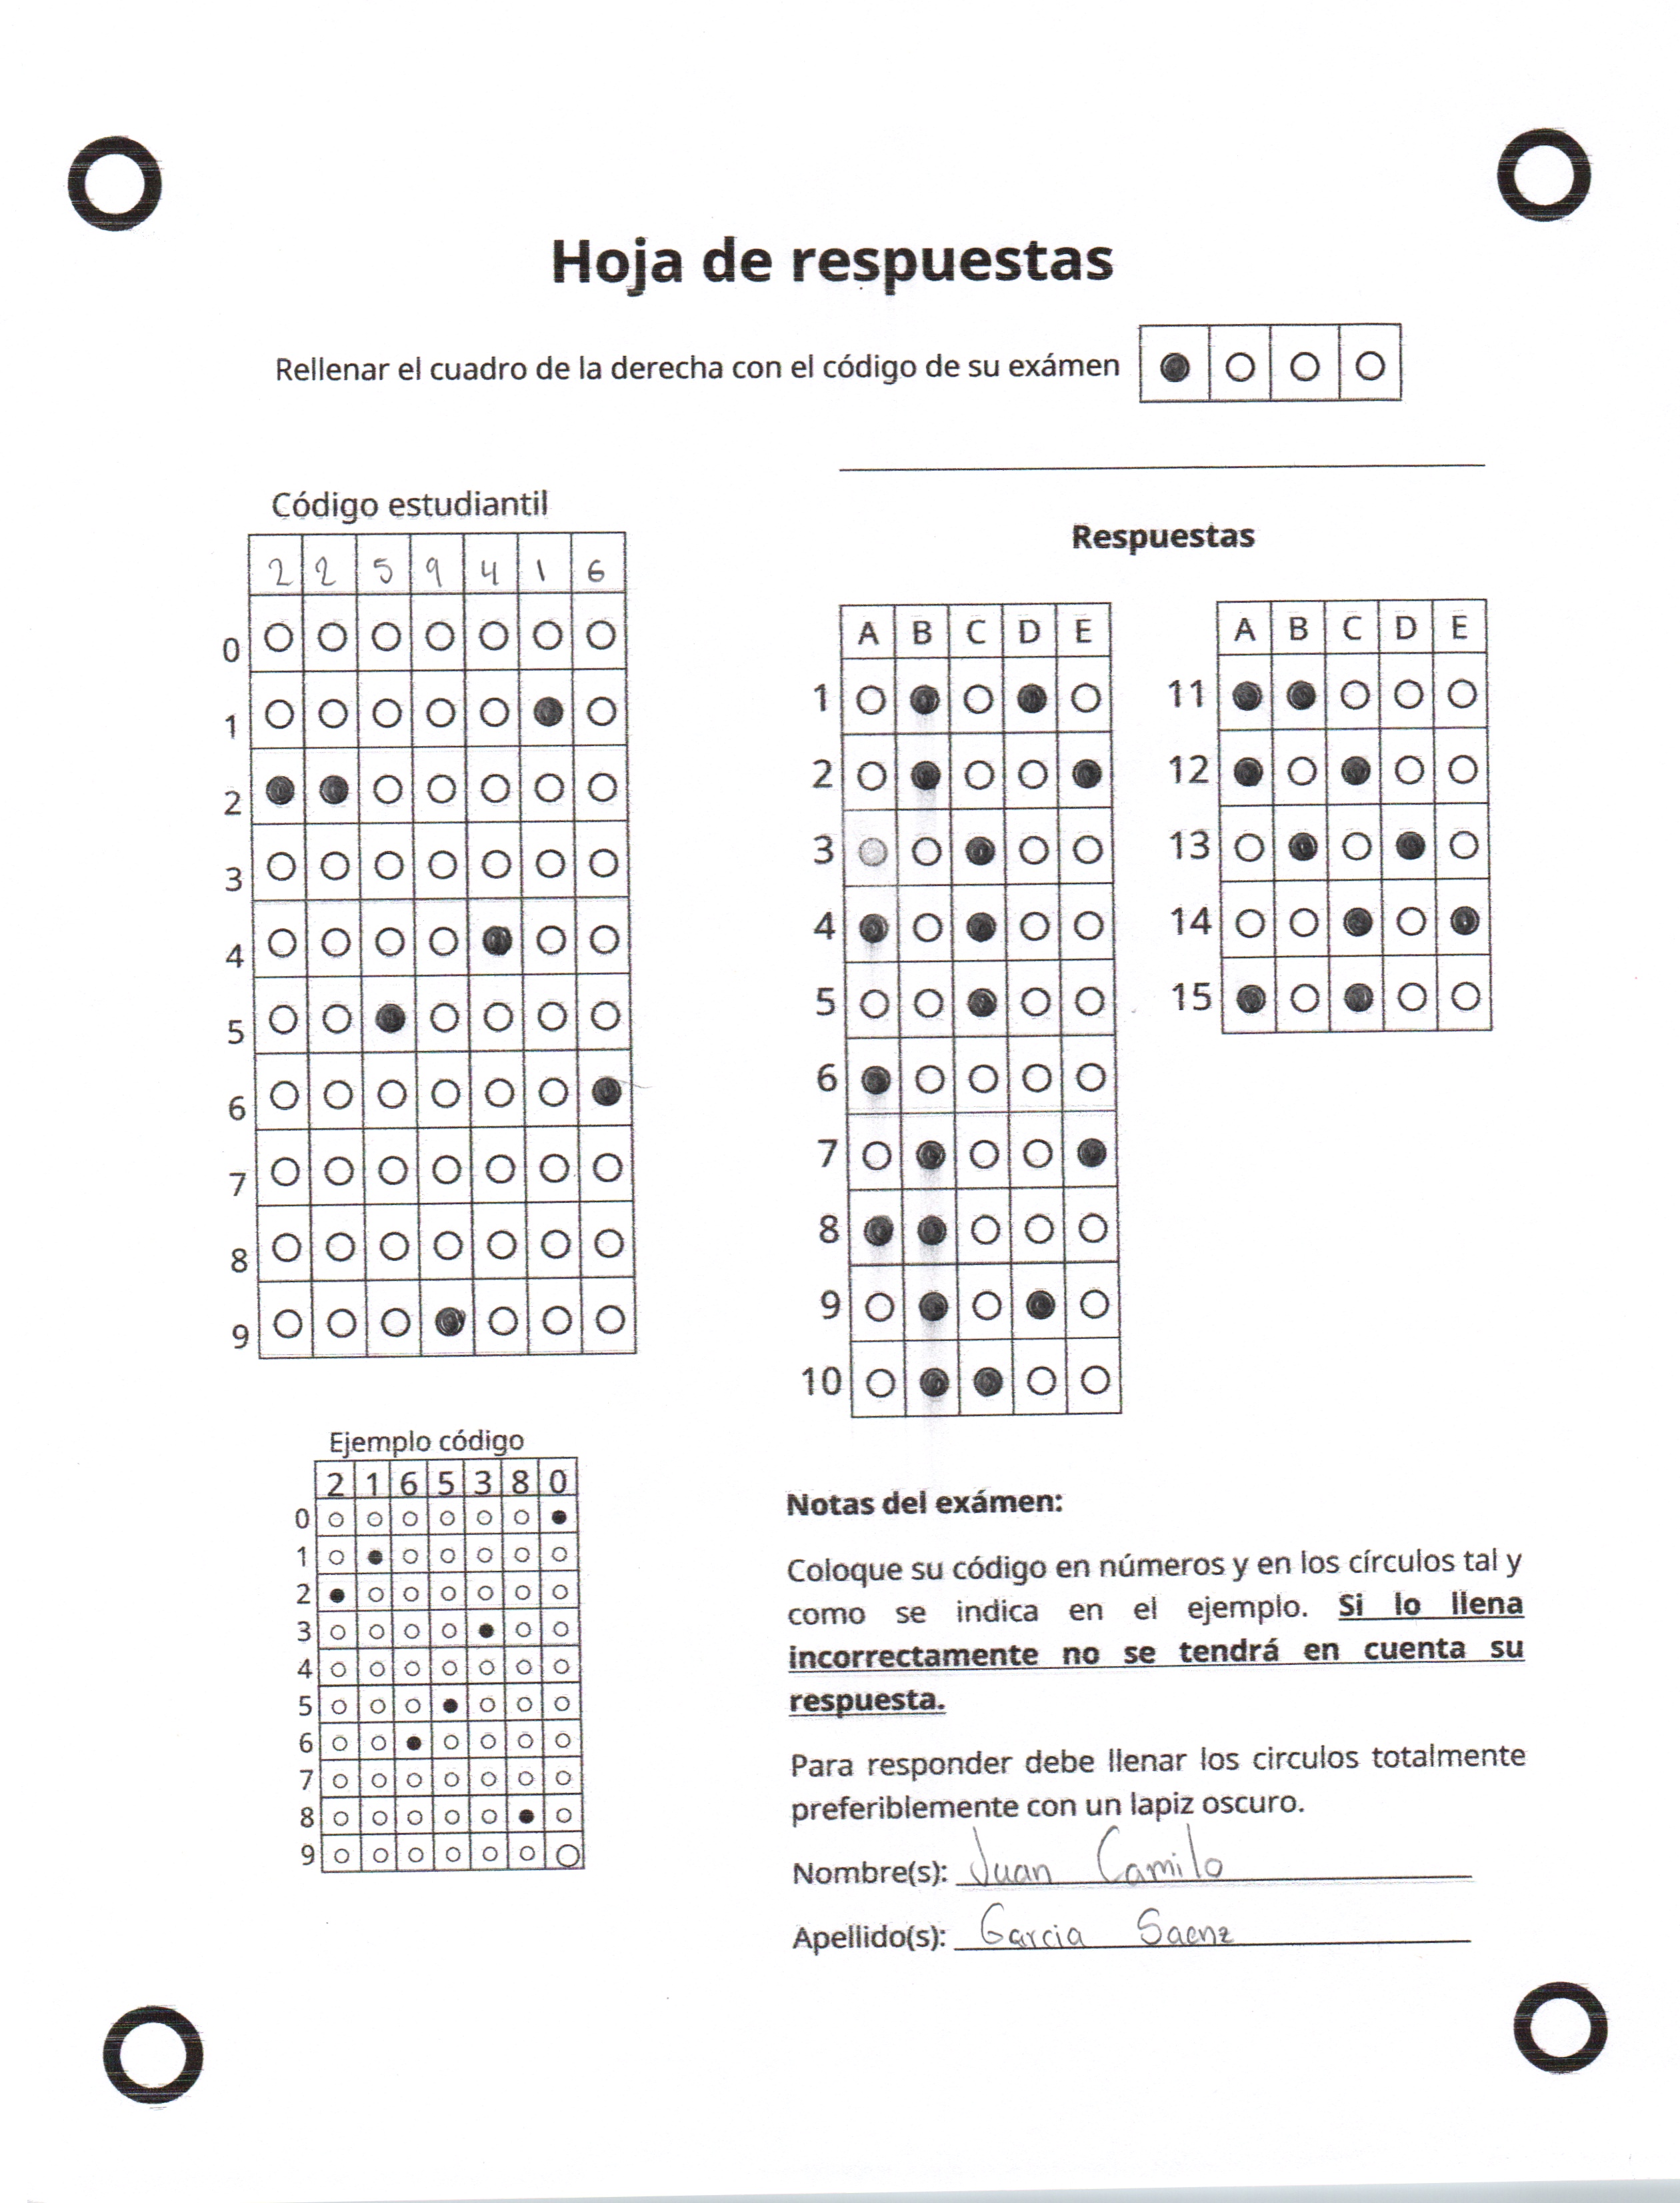 Hoja de respuestas
Rellenar el cuadro de la derecha con el código de su exámen
Código estudiantil
2 2 5 9 4 1 6
0
1
2
3
4
5
6
7
8
9
Respuestas
A B C D E
1
2
3
4
5
6
7
8
9
10
A B C D E
11
12
13
14
15
Ejemplo código
2 1 6 5 3 8 0
0
1
2
3
4
5
6
7
8
9
Notas del exámen:
Coloque su código en números y en los círculos tal y
como se indica en el ejemplo. Si lo llena
incorrectamente no se tendrá en cuenta su
respuesta.
Para responder debe llenar los circulos totalmente
preferiblemente con un lapiz oscuro.
Nombre(s): Juan Camilo
Apellido(s): Garcia Saenz